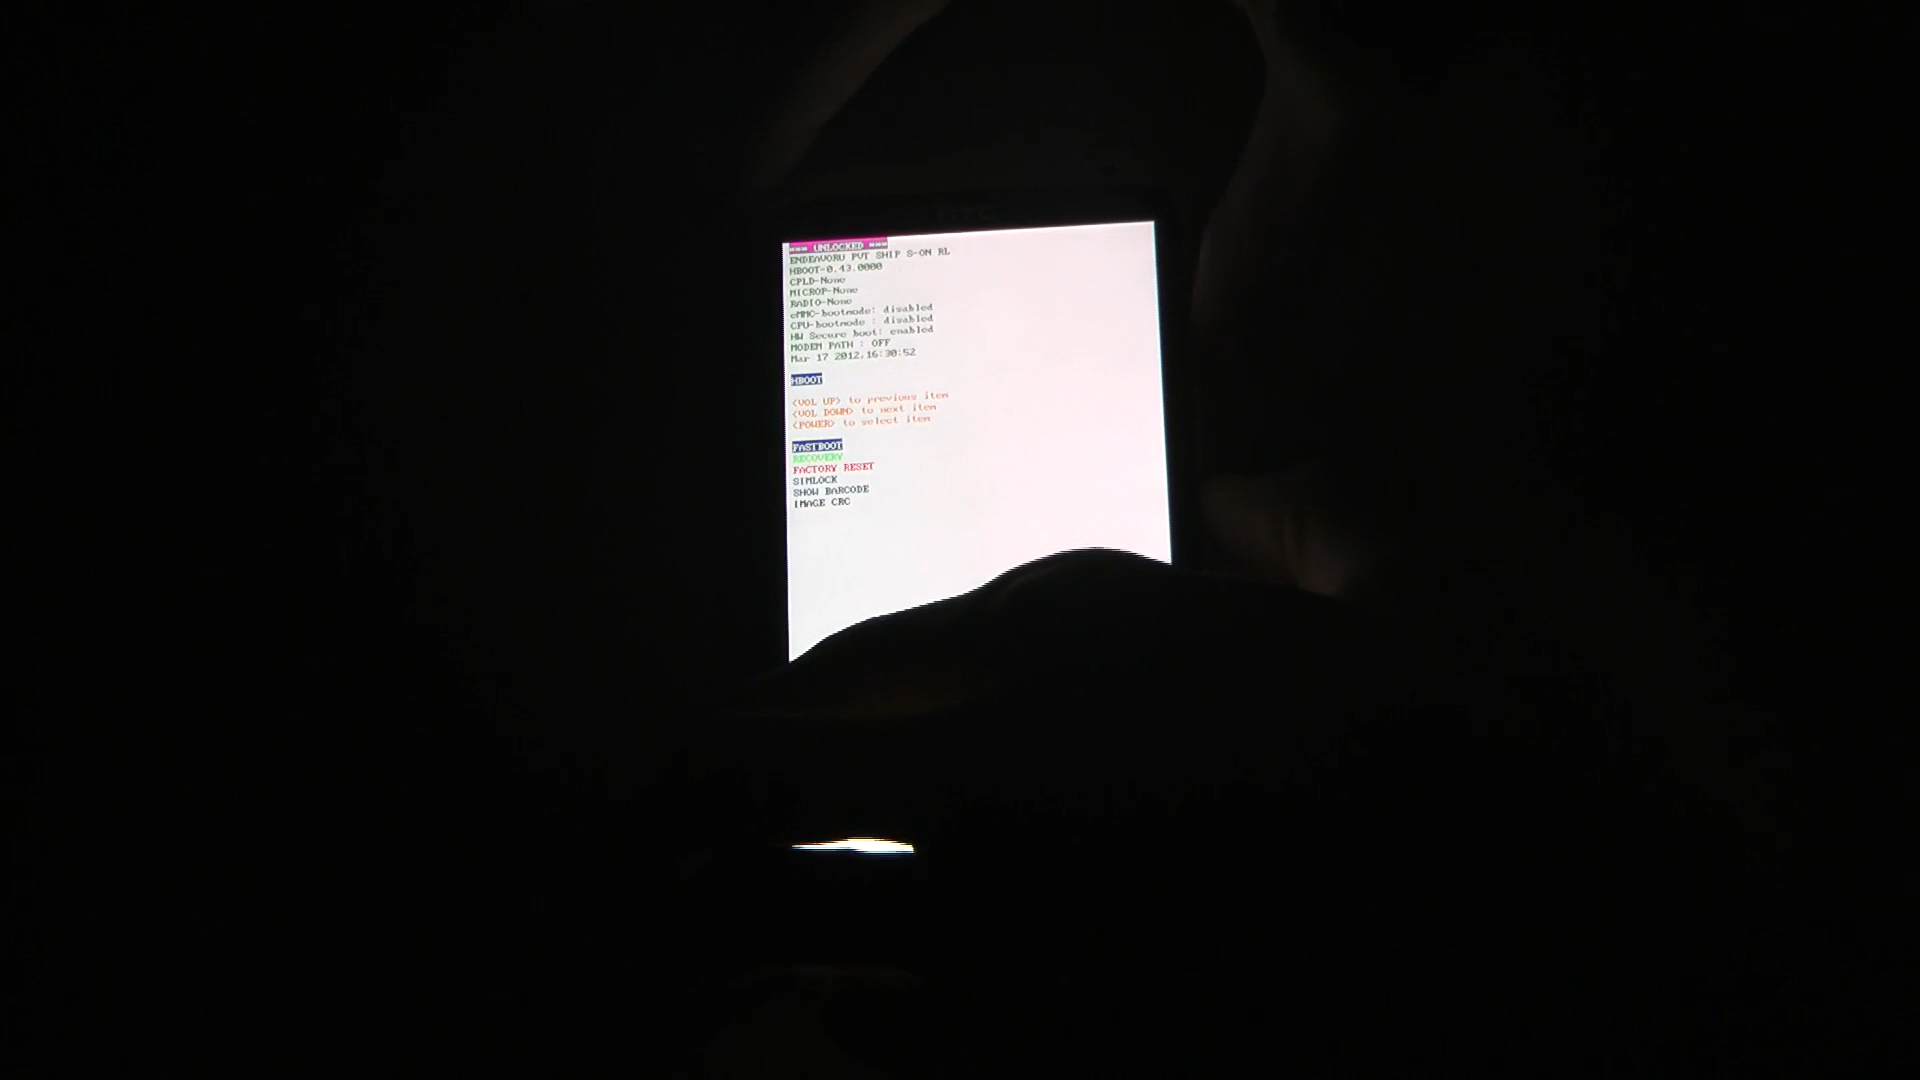 *** UNLOCKED ***
ENDEAVORU PVT SHIP S-ON RL
HBOOT-0.43.0000
CPLD-None
MICROP-None
RADIO-None
eMMC-bootmode: disabled
CPU-bootmode : disabled
HW Secure boot: enabled
MODEM PATH : OFF
Mar 17 2012,16:30:52
HBOOT
<VOL UP> to previous item
<VOL DOWN> to next item
<POWER> to select item
FASTBOOT
RECOVERY
FACTORY RESET
SIMLOCK
SHOW BARCODE
IMAGE CRC